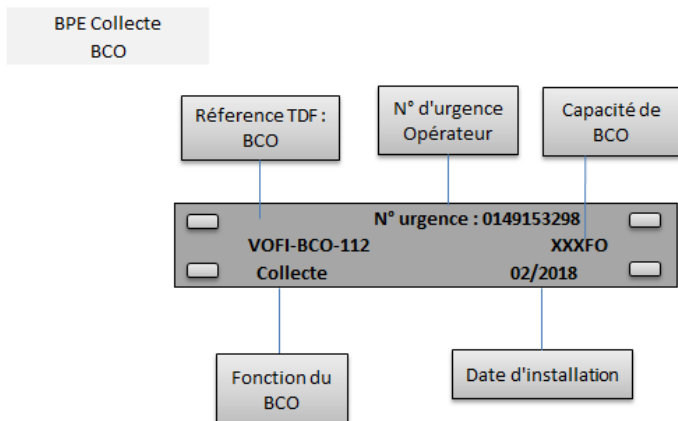 BPE Collecte
BCO
Réference TDF :
BCO
N° d'urgence
Opérateur
Capacité de
BCO
N° urgence : 0149153298
VOFI-BCO-112 XXXFO
Collecte 02/2018
Fonction du
BCO
Date d'installation